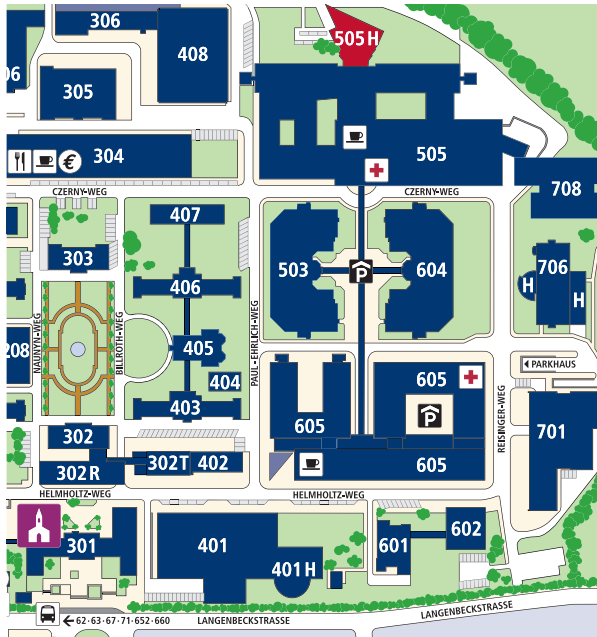 306
408
505 H
06
305
304
€
505
CZERNY-WEG
CZERNY-WEG
708
407
303
503
604
P
706
H
H
406
NAUNYN-WEG
BILLROTH-WEG
PAUL-EHRLICH-WEG
405
208
404
403
605
605
P
PARKHAUS
REISINGER-WEG
701
302
302 R
302T
402
605
HELMHOLTZ-WEG
HELMHOLTZ-WEG
301
401
401 H
601
602
62·63·67·71·652·660
LANGENBECKSTRASSE
LANGENBECKSTRASSE